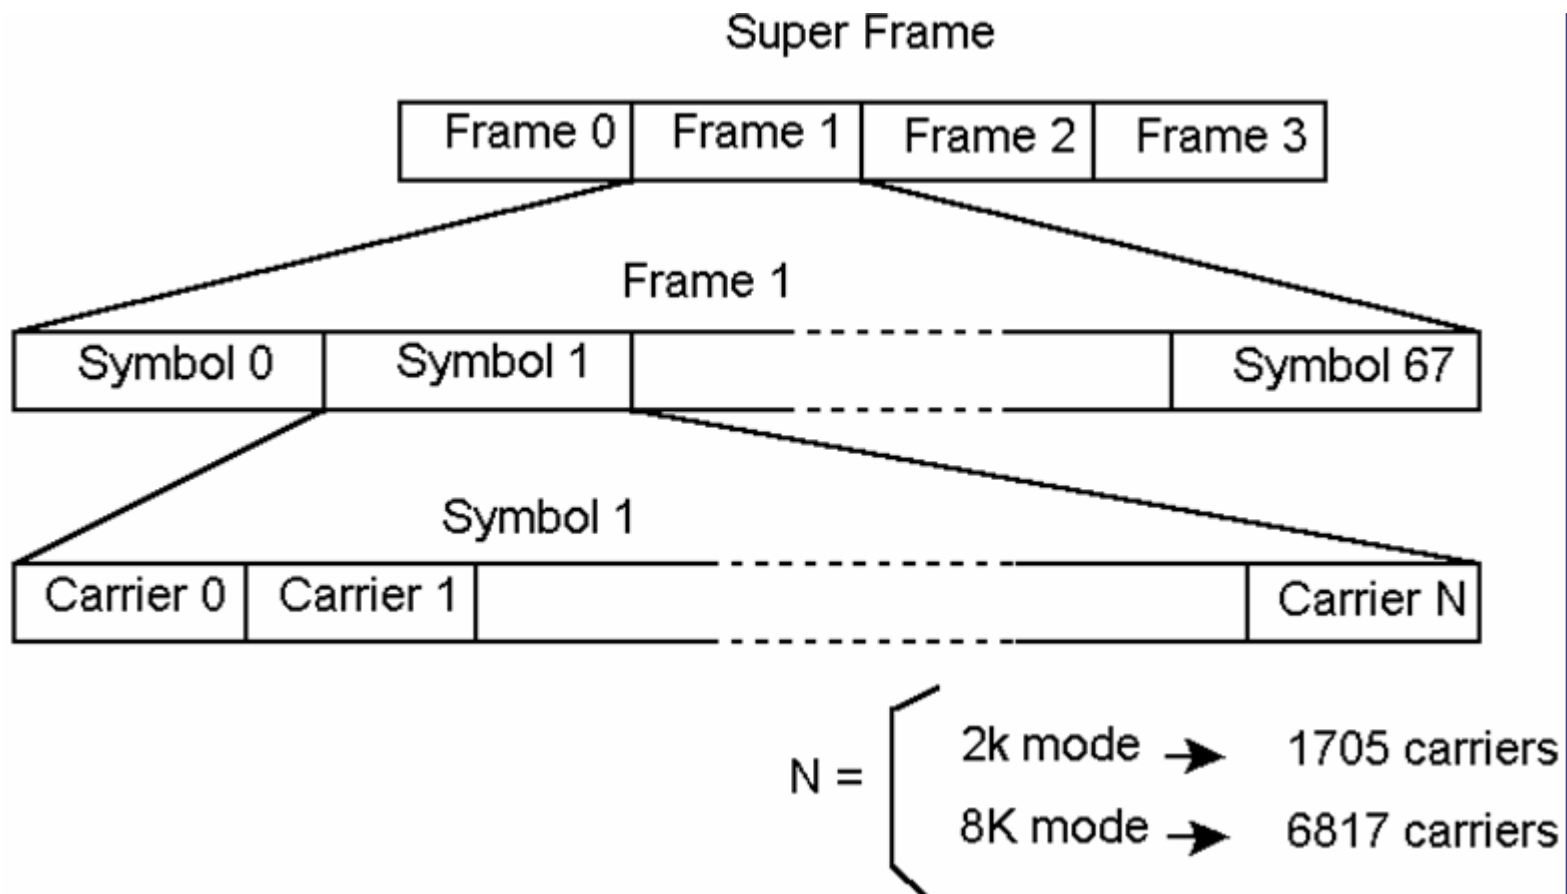 Super Frame
Frame 0 Frame 1 Frame 2 Frame 3
Frame 1
Symbol 0 Symbol 1 Symbol 67
Symbol 1
Carrier 0 Carrier 1 Carrier N
2k mode 1705 carriers
N =
8K mode 6817 carriers